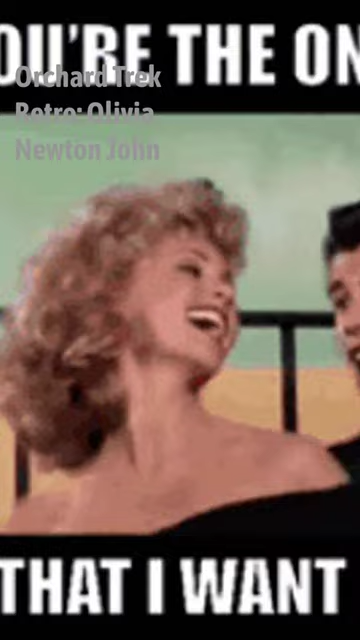 OU'RE THE ON
Orchard Trek
Retro: Olivia
Newton John
THAT I WANT